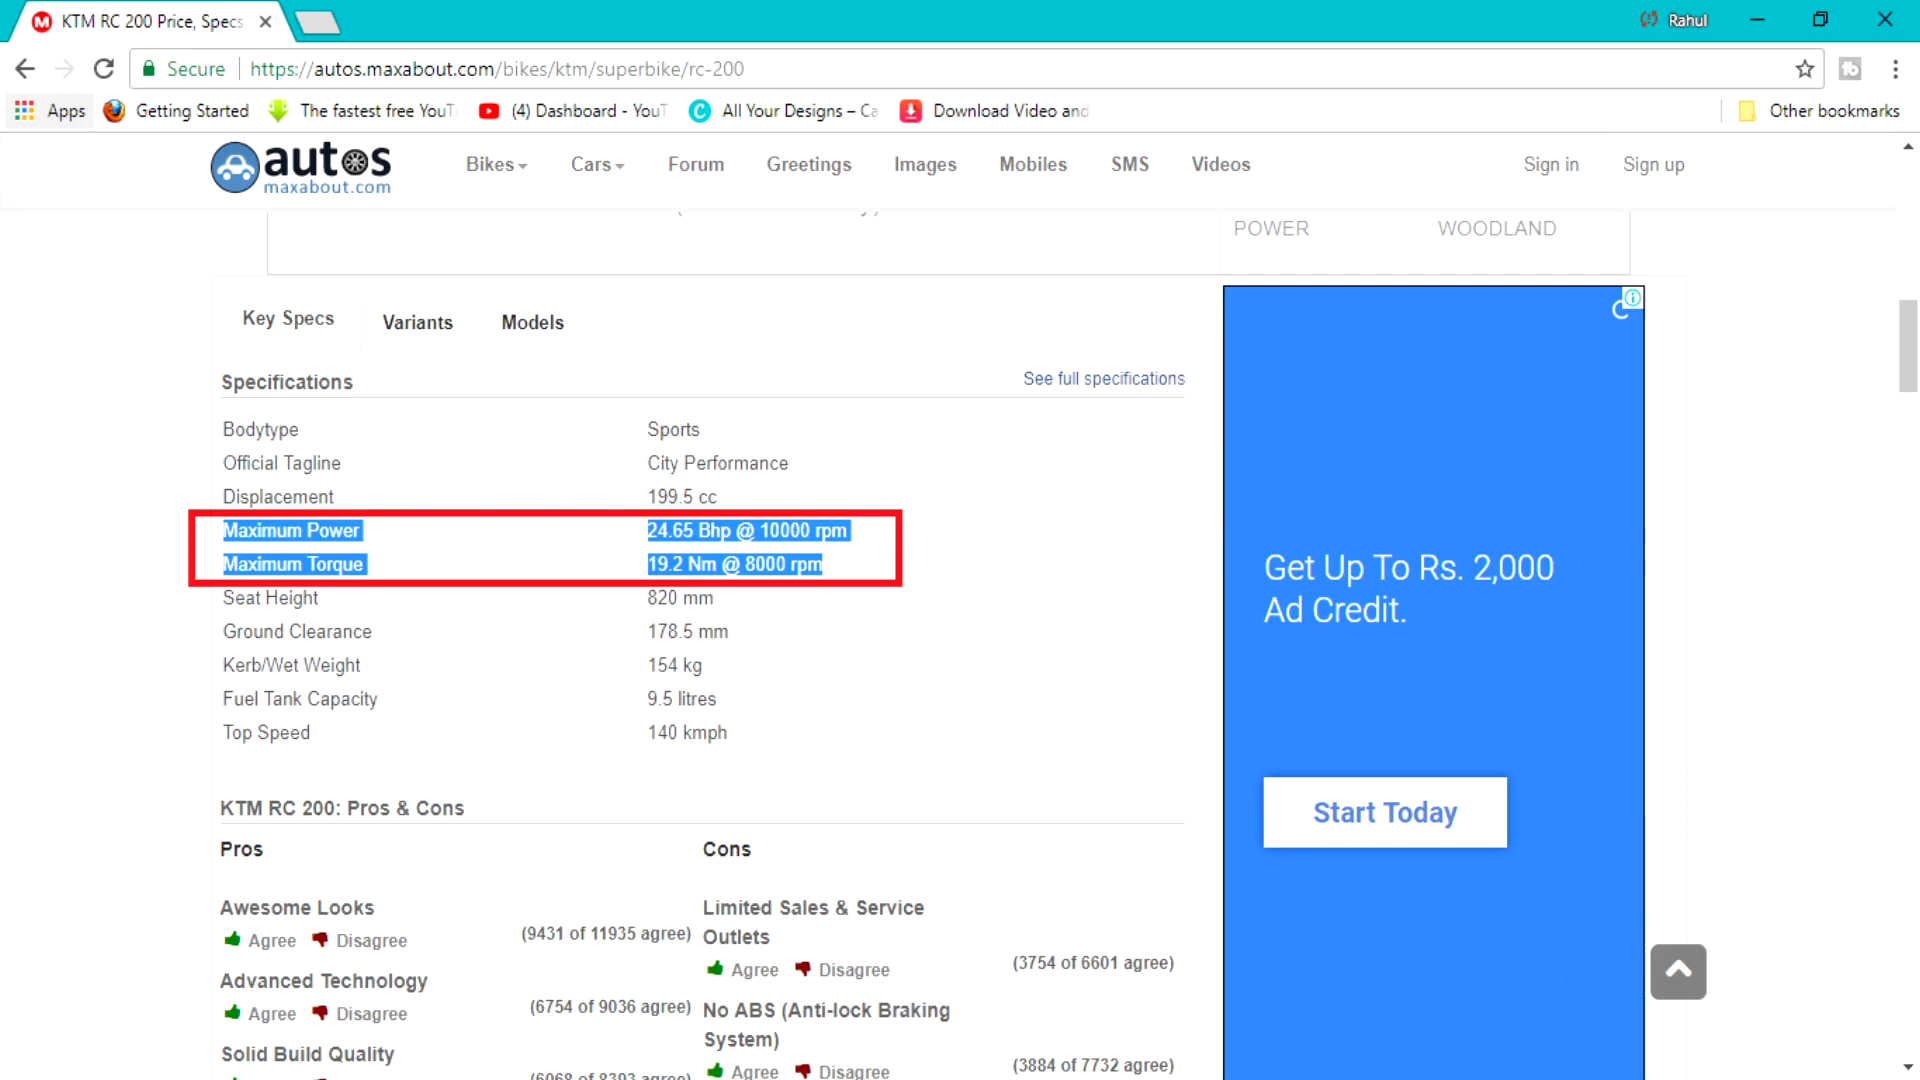 KTM RC 200 Price, Specs
Rahul
Secure
https://autos.maxabout.com/bikes/ktm/superbike/rc-200
Apps
Getting Started
The fastest free YouT
(4) Dashboard - YouT
All Your Designs – Ca
Download Video and
Other bookmarks
autos
maxabout.com
Bikes
Cars
Forum
Greetings
Images
Mobiles
SMS
Videos
Sign in
Sign up
POWER
WOODLAND
Key Specs
Variants
Models
Specifications
See full specifications
Bodytype Sports
Official Tagline City Performance
Displacement 199.5 cc
Maximum Power 24.65 Bhp @ 10000 rpm
Maximum Torque 19.2 Nm @ 8000 rpm
Seat Height 820 mm
Ground Clearance 178.5 mm
Kerb/Wet Weight 154 kg
Fuel Tank Capacity 9.5 litres
Top Speed 140 kmph
Get Up To Rs. 2,000
Ad Credit.
Start Today
KTM RC 200: Pros & Cons
Pros
Awesome Looks
Agree Disagree
(9431 of 11935 agree)
Advanced Technology
Agree Disagree
(6754 of 9036 agree)
Solid Build Quality
(6068 of 8393 agree)
Cons
Limited Sales & Service
Outlets
Agree Disagree
(3754 of 6601 agree)
No ABS (Anti-lock Braking
System)
Agree Disagree
(3884 of 7732 agree)